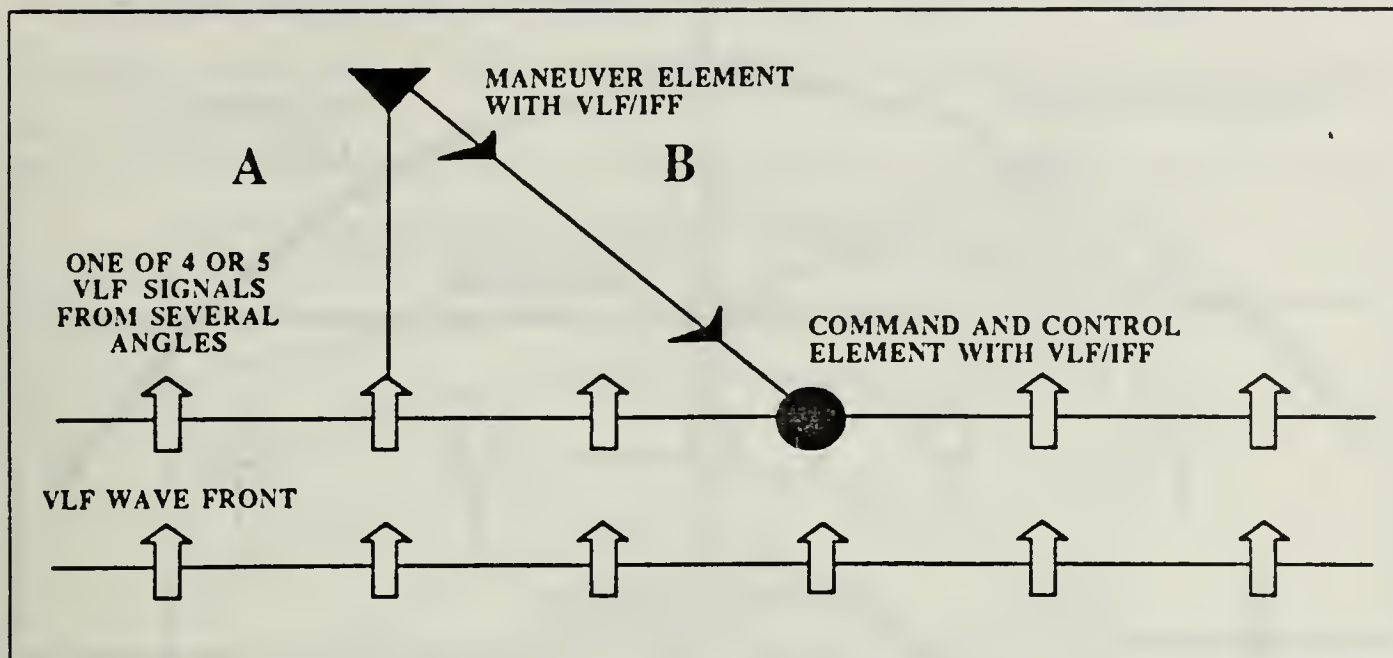 MANEUVER ELEMENT
WITH VLF/IFF
A
B
ONE OF 4 OR 5
VLF SIGNALS
FROM SEVERAL
ANGLES
COMMAND AND CONTROL
ELEMENT WITH VLF/IFF
VLF WAVE FRONT